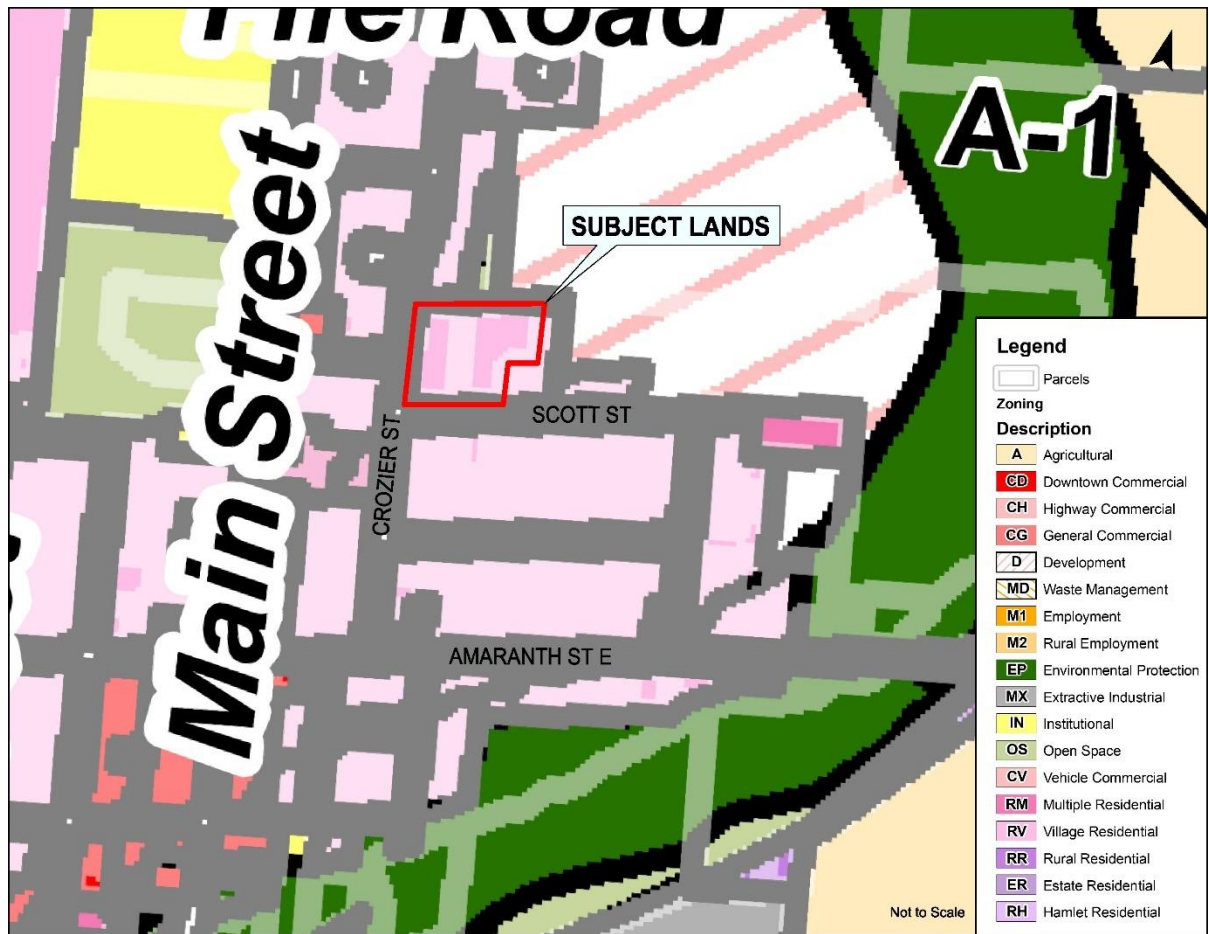 Road
A-1
SUBJECT LANDS
Main Street
SCOTT ST
CROZIER ST
AMARANTH ST E
Legend
Parcels
Zoning
Description
A Agricultural
CD Downtown Commercial
CH Highway Commercial
CG General Commercial
D Development
MD Waste Management
M1 Employment
M2 Rural Employment
EP Environmental Protection
MX Extractive Industrial
IN Institutional
OS Open Space
CV Vehicle Commercial
RM Multiple Residential
RV Village Residential
RR Rural Residential
ER Estate Residential
RH Hamlet Residential
Not to Scale